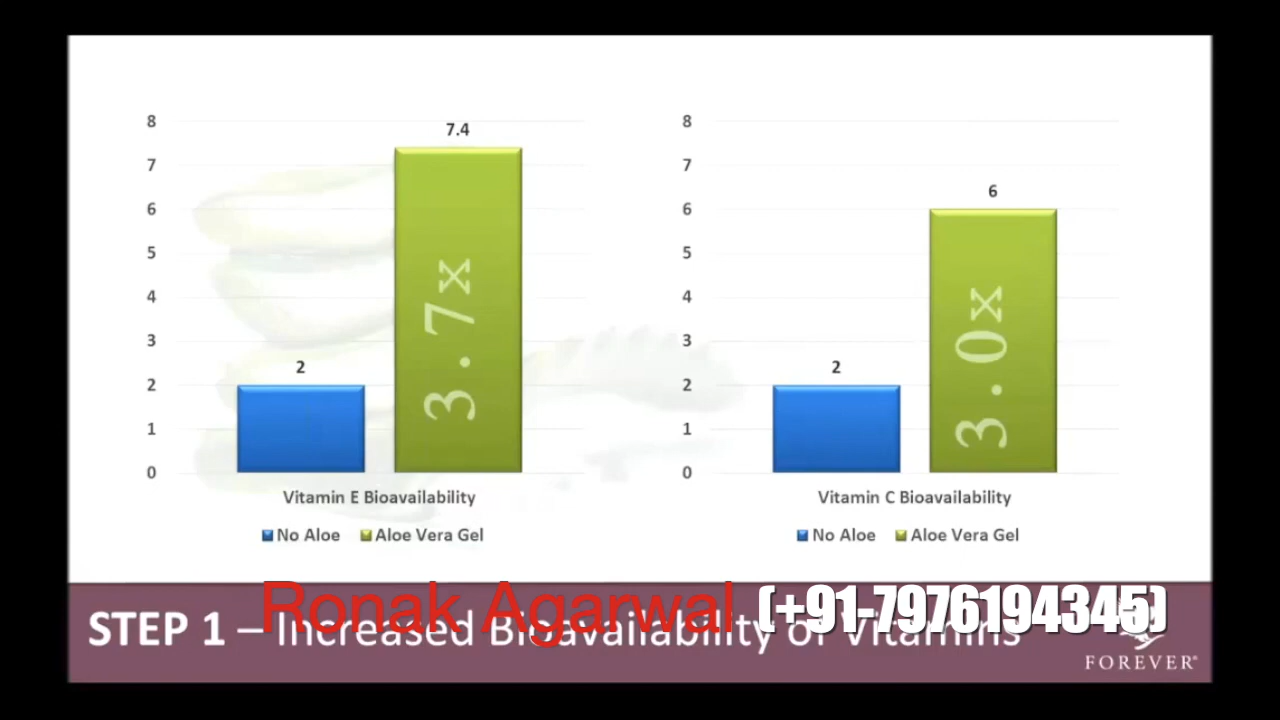 8
7
6
5
4
3
2
1
0
7.4
2
3.7x
Vitamin E Bioavailability
No Aloe Aloe Vera Gel
8
7
6
5
4
3
2
1
0
6
2
3.0x
Vitamin C Bioavailability
No Aloe Aloe Vera Gel
Ronak Agarwal (+91-7976194345)
STEP 1 – Increased Bioavailability of Vitamins
FOREVER®